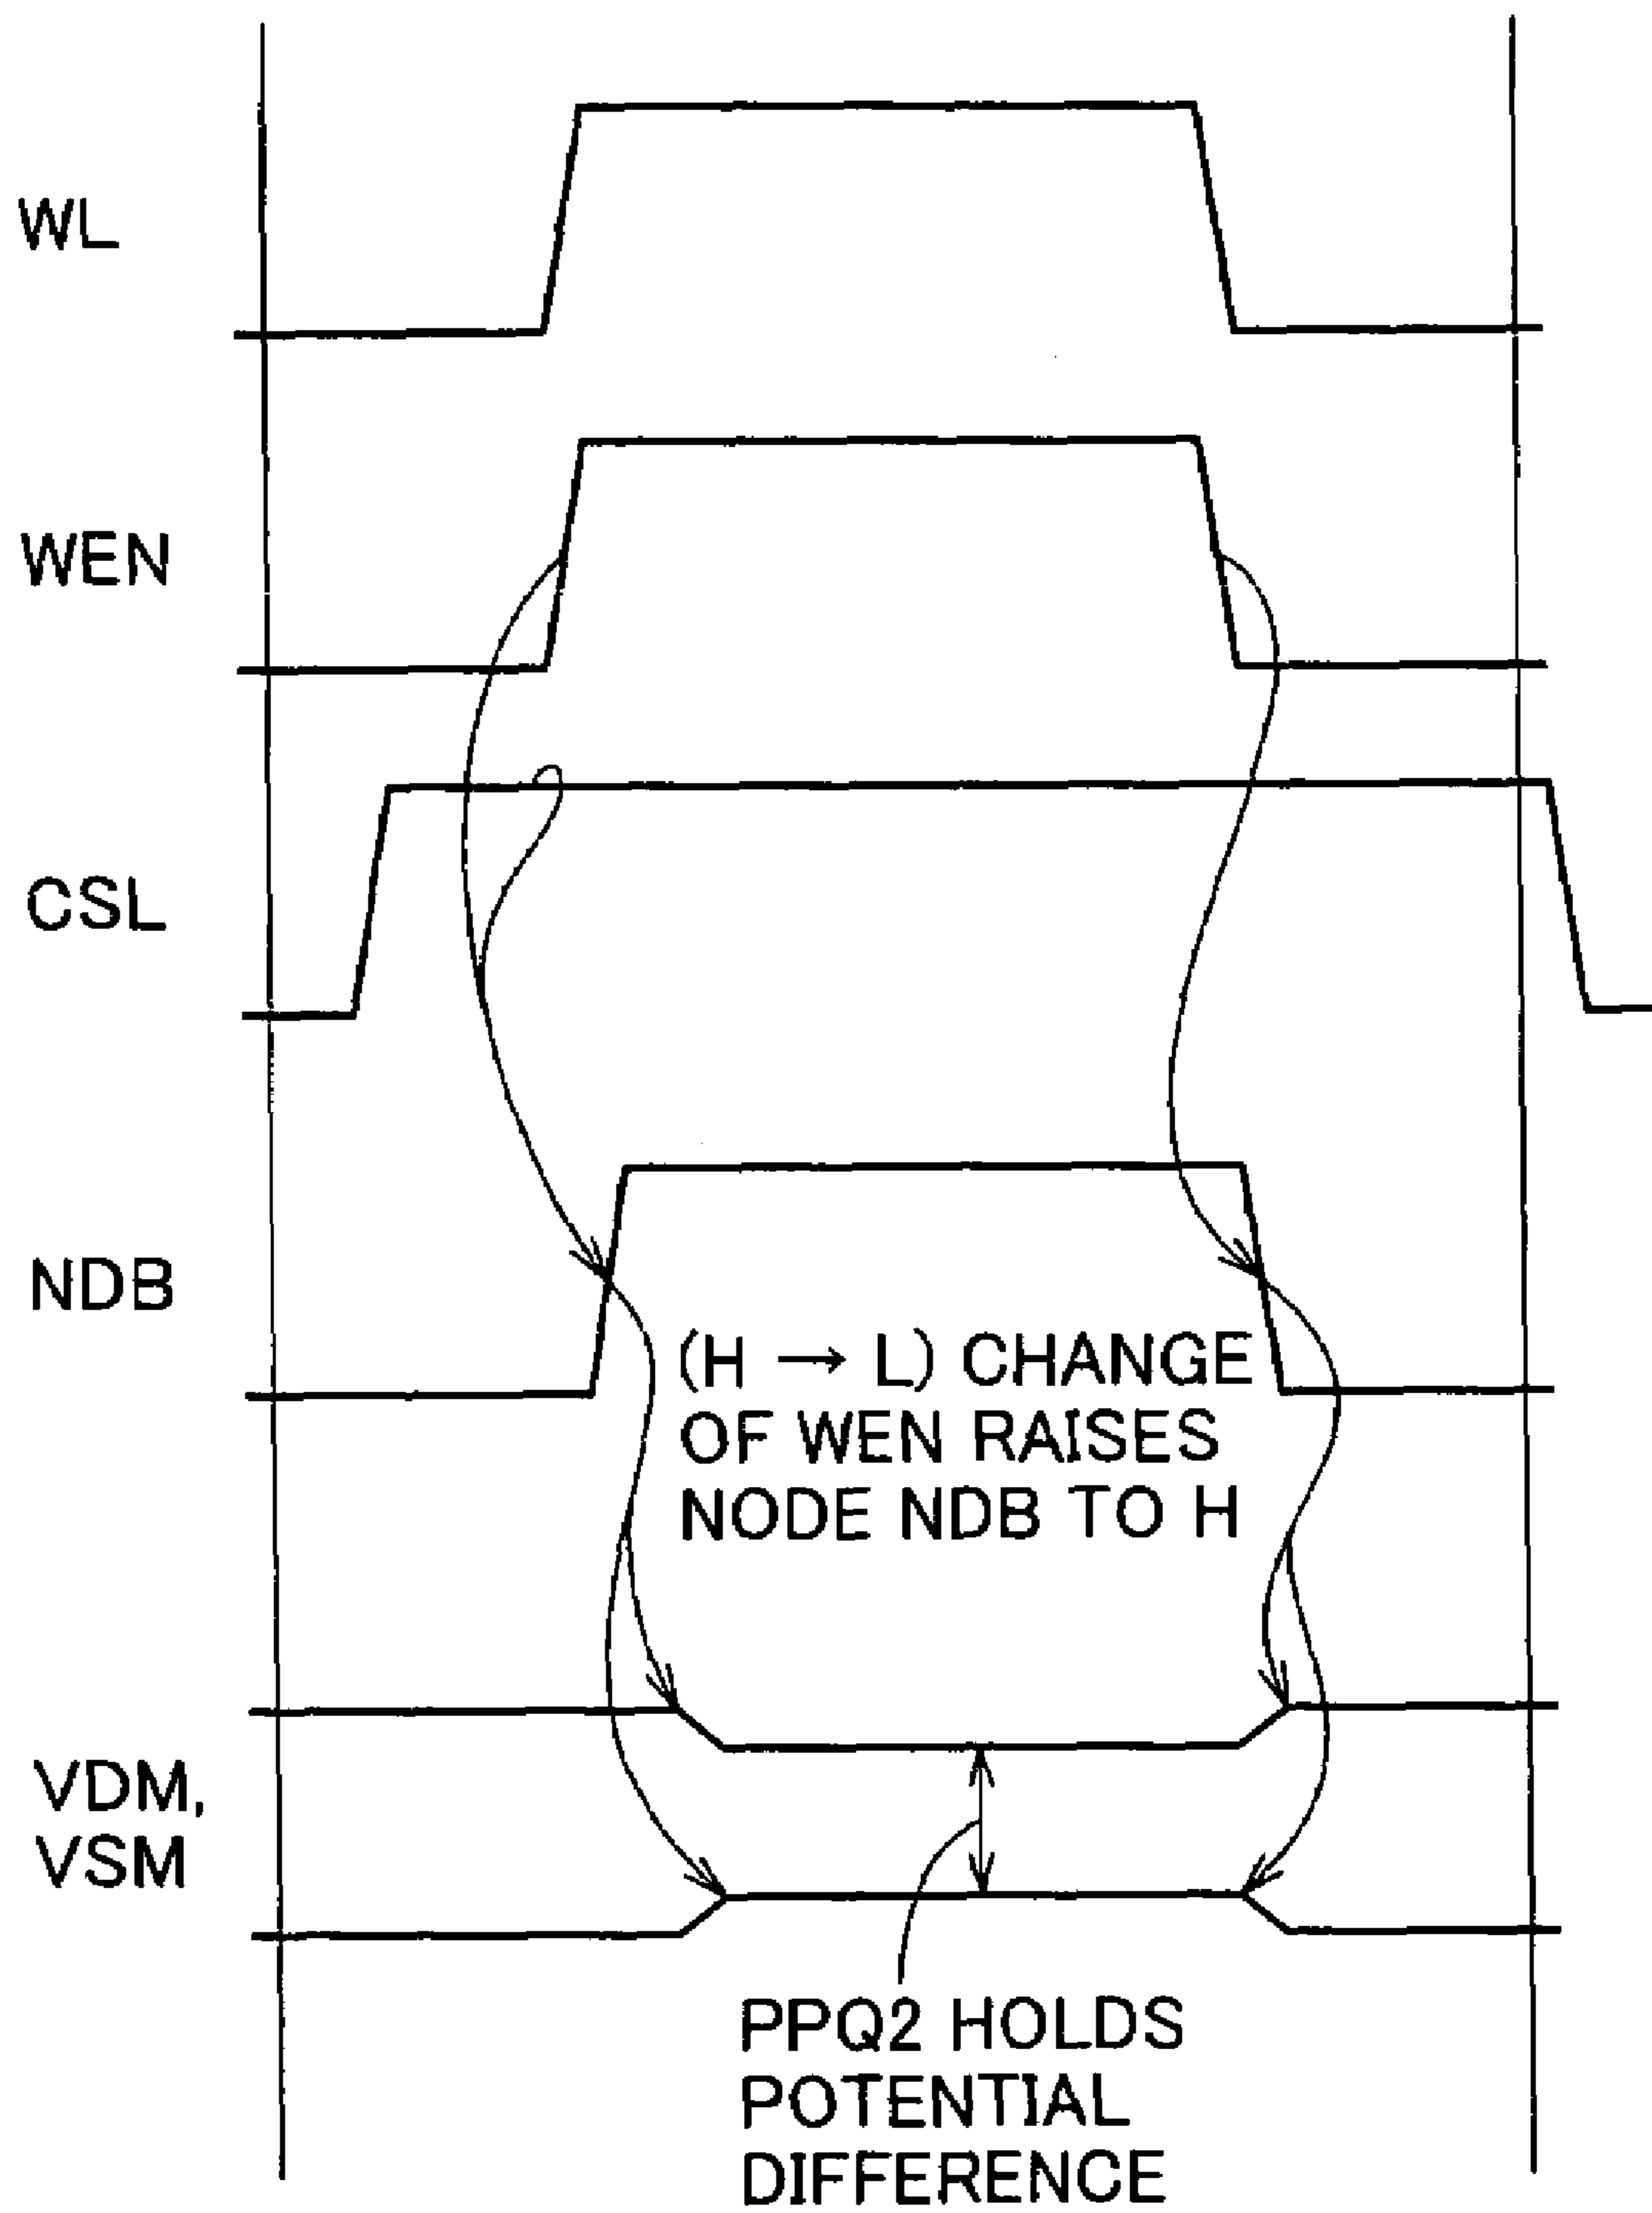 WL
WEN
CSL
NDB
(H → L) CHANGE
OF WEN RAISES
NODE NDB TO H
VDM,
VSM
PPQ2 HOLDS
POTENTIAL
DIFFERENCE